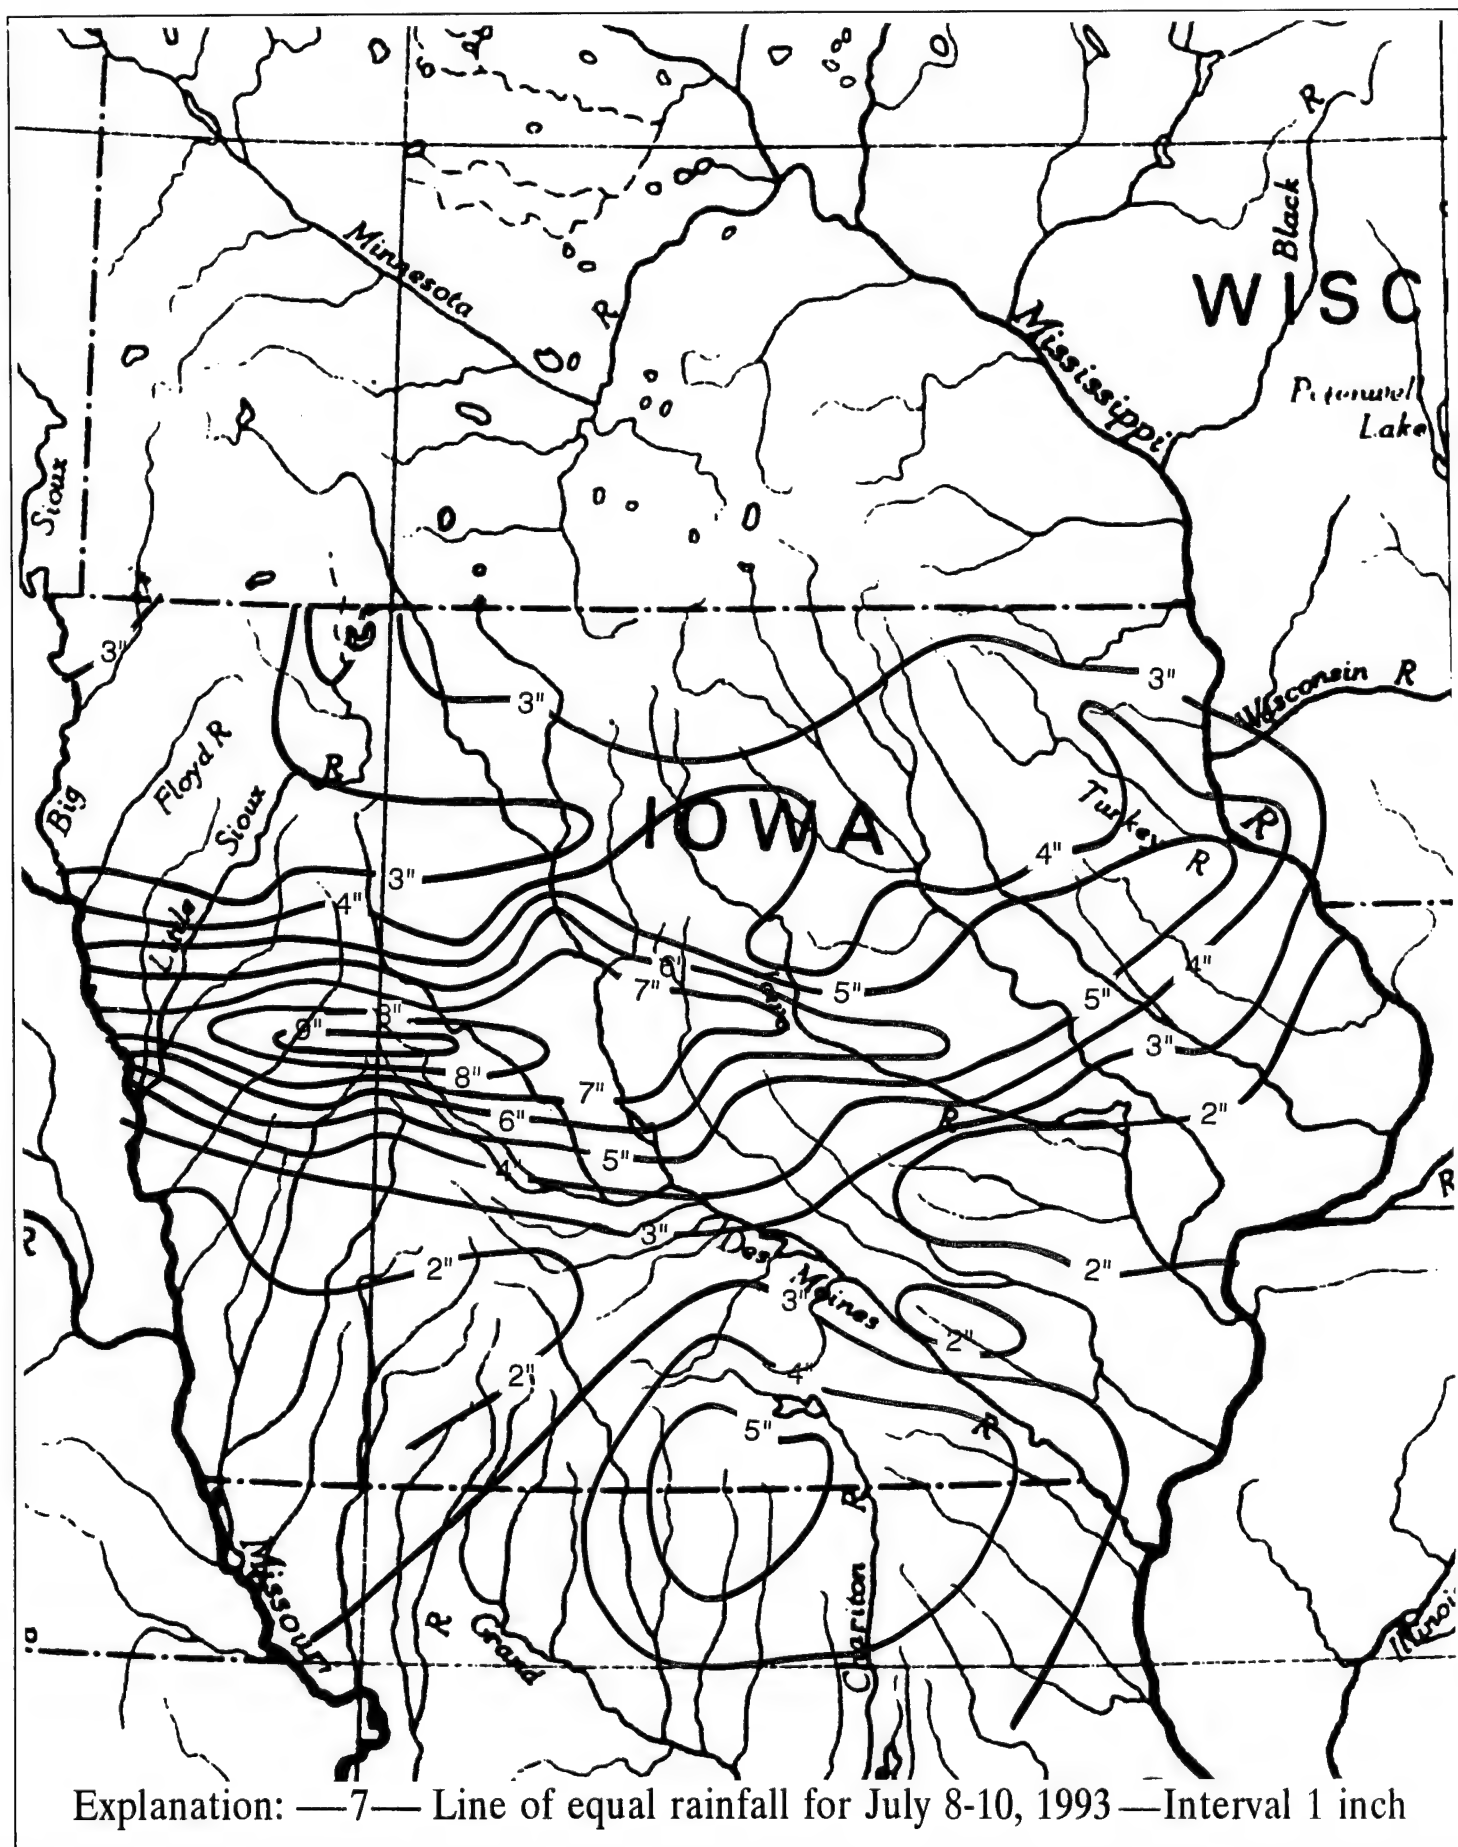 Black
R
Minnesota
R
WISC
Mississippi
Lake
Sioux
3"
3"
3"
Wisconsin R
Floyd R
R
Big
Sioux
IOWA
Turkey
R
R
4"
3"
4"
Little
6"
7"
5"
4"
5"
Iowa
8"
9"
3"
8"
7"
6"
R
2"
5"
4"
R
3"
Des Moines
2"
2"
3"
2"
2"
4"
5"
R
R
Missouri
R
Grand
Chariton
Explanation: —7— Line of equal rainfall for July 8-10, 1993—Interval 1 inch